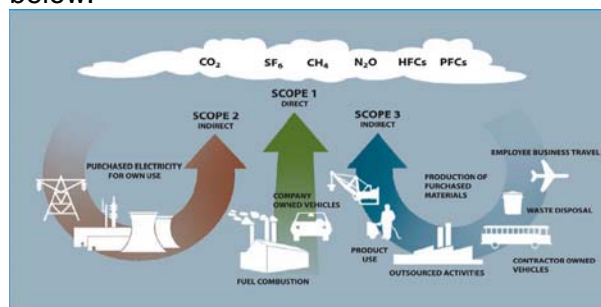 below.
CO2 SF6 CH4 N2O HFCs PFCs
SCOPE 1
DIRECT
SCOPE 2
INDIRECT
SCOPE 3
INDIRECT
PURCHASED ELECTRICITY
FOR OWN USE
COMPANY
OWNED VEHICLES
FUEL COMBUSTION
EMPLOYEE BUSINESS TRAVEL
PRODUCTION OF
PURCHASED
MATERIALS
WASTE DISPOSAL
PRODUCT
USE
OUTSOURCED ACTIVITIES
CONTRACTOR OWNED
VEHICLES